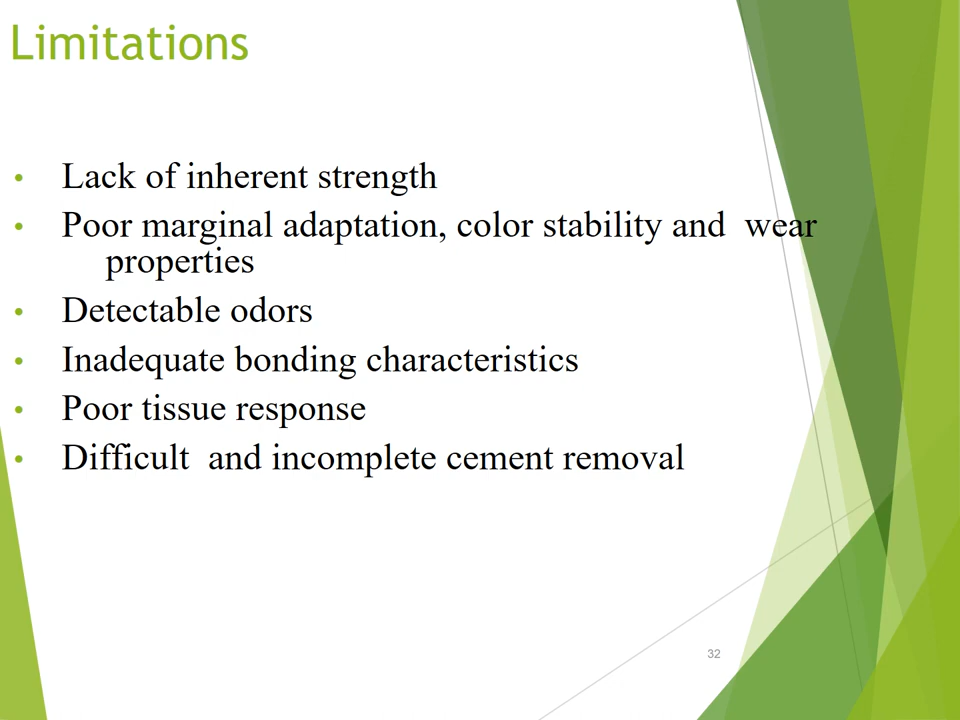 Limitations
• Lack of inherent strength
• Poor marginal adaptation, color stability and  wear
properties
• Detectable odors
• Inadequate bonding characteristics
• Poor tissue response
• Difficult  and incomplete cement removal
32